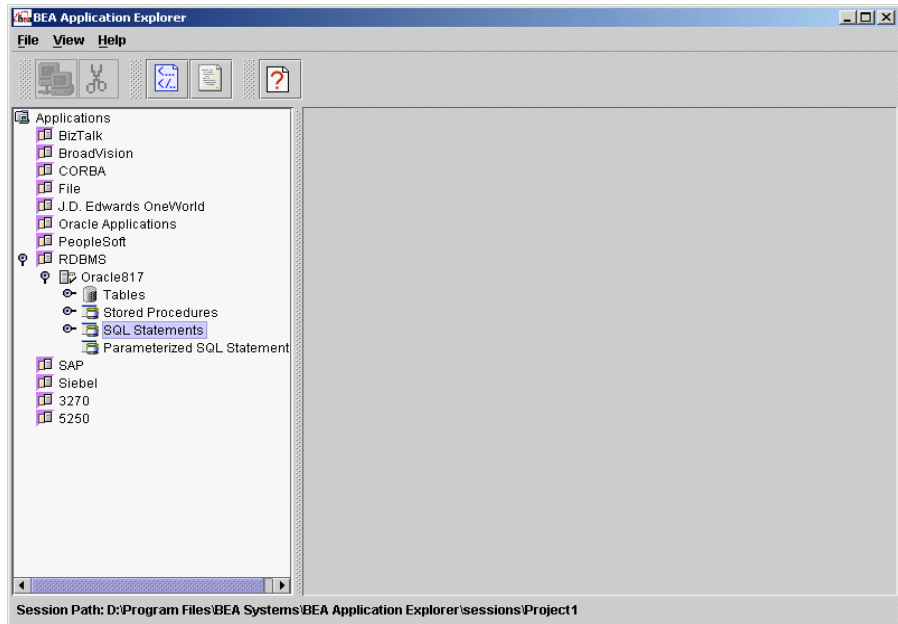 BEA Application Explorer
File View Help
Applications
BizTalk
BroadVision
CORBA
File
J.D. Edwards OneWorld
Oracle Applications
PeopleSoft
RDBMS
Oracle817
Tables
Stored Procedures
SQL Statements
Parameterized SQL Statement
SAP
Siebel
3270
5250
Session Path: D:\Program Files\BEA Systems\BEA Application Explorer\sessions\Project1